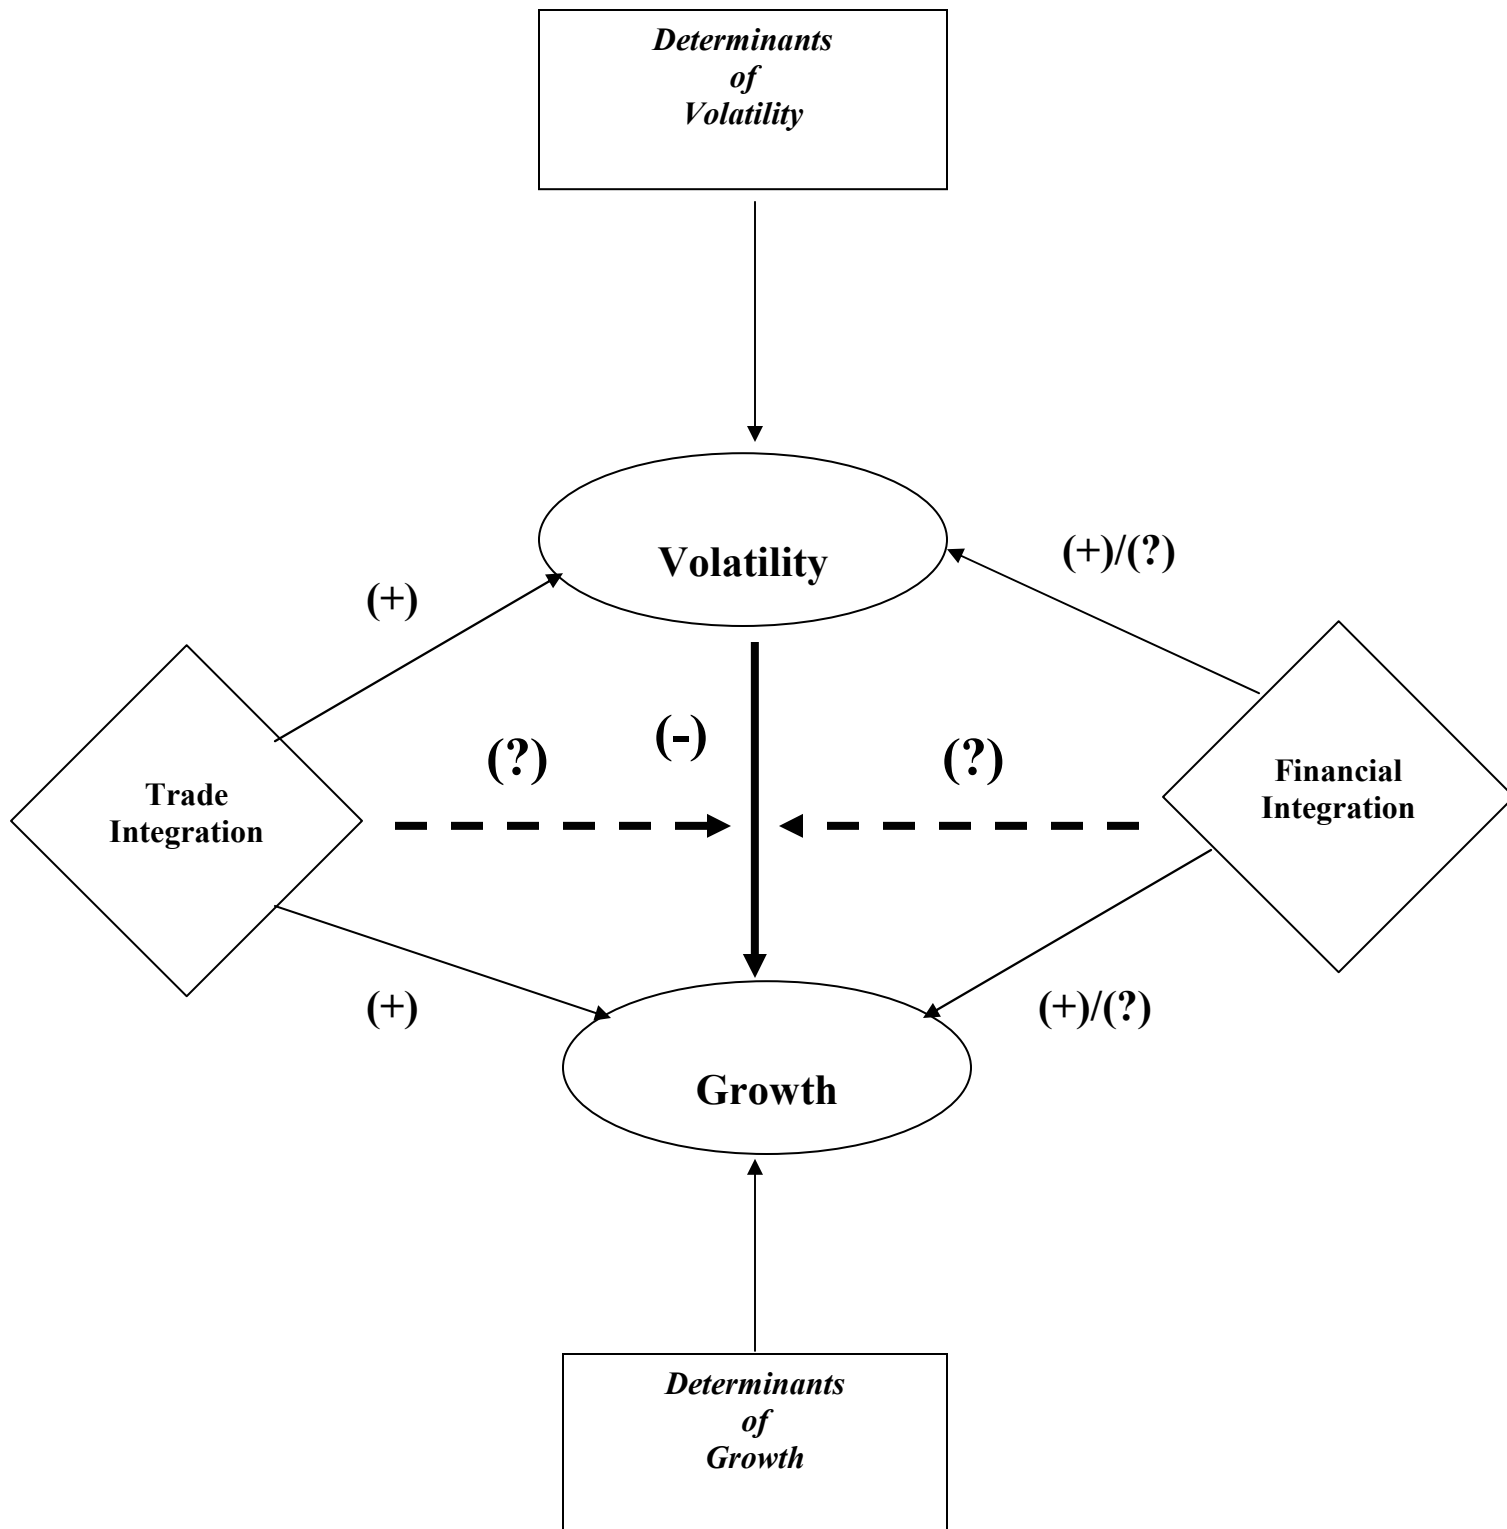 Determinants
of
Volatility
Volatility
(+)/(?)
(+)
(?)
(-)
(?)
Trade
Integration
Financial
Integration
(+)
(+)/(?)
Growth
Determinants
of
Growth